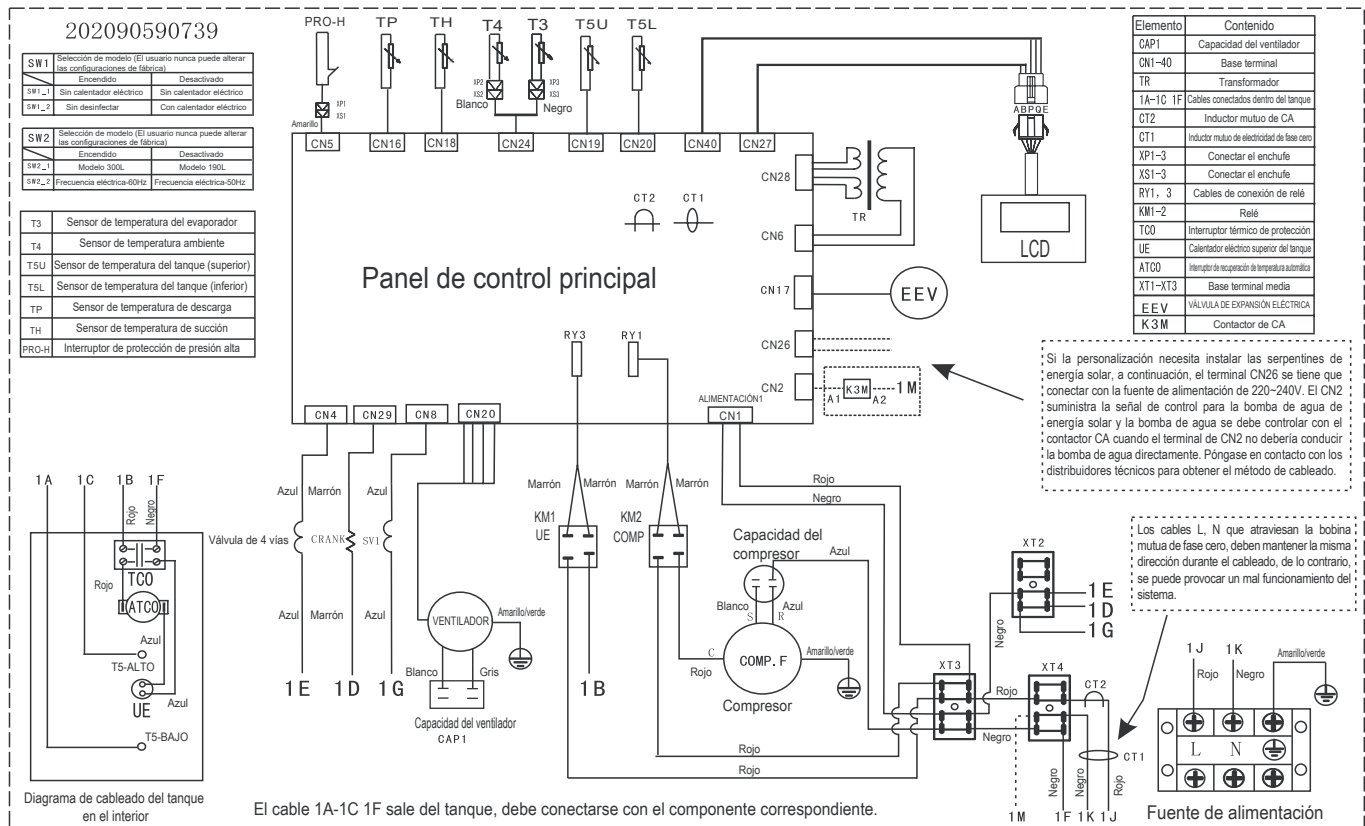 202090590739
SW1 Selección de modelo (El usuario nunca puede alterar
las configuraciones de fábrica)
Encendido Desactivado
SW1_1 Sin calentador eléctrico Sin calentador eléctrico
SW1_2 Sin desinfectar Con calentador eléctrico
SW2 Selección de modelo (El usuario nunca puede alterar
las configuraciones de fábrica)
Encendido Desactivado
SW2_1 Modelo 300L Modelo 190L
SW2_2 Frecuencia eléctrica-60Hz Frecuencia eléctrica-50Hz
T3 Sensor de temperatura del evaporador
T4 Sensor de temperatura ambiente
T5U Sensor de temperatura del tanque (superior)
T5L Sensor de temperatura del tanque (inferior)
TP Sensor de temperatura de descarga
TH Sensor de temperatura de succión
PRO-H Interruptor de protección de presión alta
PRO-H TP TH T4 T3 T5U T5L
XP1
XS1
XP2
XS2
XP3
XS3
Amarillo Blanco Negro
CN5 CN16 CN18 CN24 CN19 CN20 CN40 CN27
CN28
TR
CN6
CN17
EEV
CN26
CN2
A1 K3M A2 1M
CT2 CT1
Panel de control principal
RY3 RY1
ALIMENTACIÓN1
CN4 CN29 CN8 CN20 CN1
ABPQE
LCD
Elemento Contenido
CAP1 Capacidad del ventilador
CN1-40 Base terminal
TR Transformador
1A-1C 1F Cables conectados dentro del tanque
CT2 Inductor mutuo de CA
CT1 Inductor mutuo de electricidad de fase cero
XP1-3 Conectar el enchufe
XS1-3 Conectar el enchufe
RY1, 3 Cables de conexión de relé
KM1-2 Relé
TCO Interruptor térmico de protección
UE Calentador eléctrico superior del tanque
ATCO Interruptor de recuperación de temperatura automática
XT1-XT3 Base terminal media
EEV VÁLVULA DE EXPANSIÓN ELÉCTRICA
K3M Contactor de CA
Si la personalización necesita instalar las serpentines de
energía solar, a continuación, el terminal CN26 se tiene que
conectar con la fuente de alimentación de 220~240V. El CN2
suministra la señal de control para la bomba de agua de
energía solar y la bomba de agua se debe controlar con el
contactor CA cuando el terminal de CN2 no debería conducir
la bomba de agua directamente. Póngase en contacto con los
distribuidores técnicos para obtener el método de cableado.
Los cables L, N que atraviesan la bobina
mutua de fase cero, deben mantener la misma
dirección durante el cableado, de lo contrario,
se puede provocar un mal funcionamiento del
sistema.
1A 1C 1B 1F
Rojo Negro
TCO
Rojo
ATCO
Azul
T5-ALTO
UE
Azul
T5-BAJO
Diagrama de cableado del tanque
en el interior
Azul Marrón Azul
Válvula de 4 vías CRANK SV1
Azul Marrón Azul
1E 1D 1G
VENTILADOR
Amarillo/verde
Blanco Gris
Capacidad del ventilador
CAP1
Marrón Marrón Marrón Marrón
KM1
UE
KM2
COMP
1B
Rojo
Negro
Capacidad del
compresor
Azul
Blanco Azul
S R
C
Rojo
COMP.F
Amarillo/verde
Compresor
Rojo
Rojo
XT2
1E
1D
1G
Negro
XT3 XT4
Rojo
CT2
Negro
CT1
Negro Negro Rojo
1M 1F 1K 1J
1J 1K
Rojo Negro
Amarillo/verde
L N
Fuente de alimentación
El cable 1A-1C 1F sale del tanque, debe conectarse con el componente correspondiente.